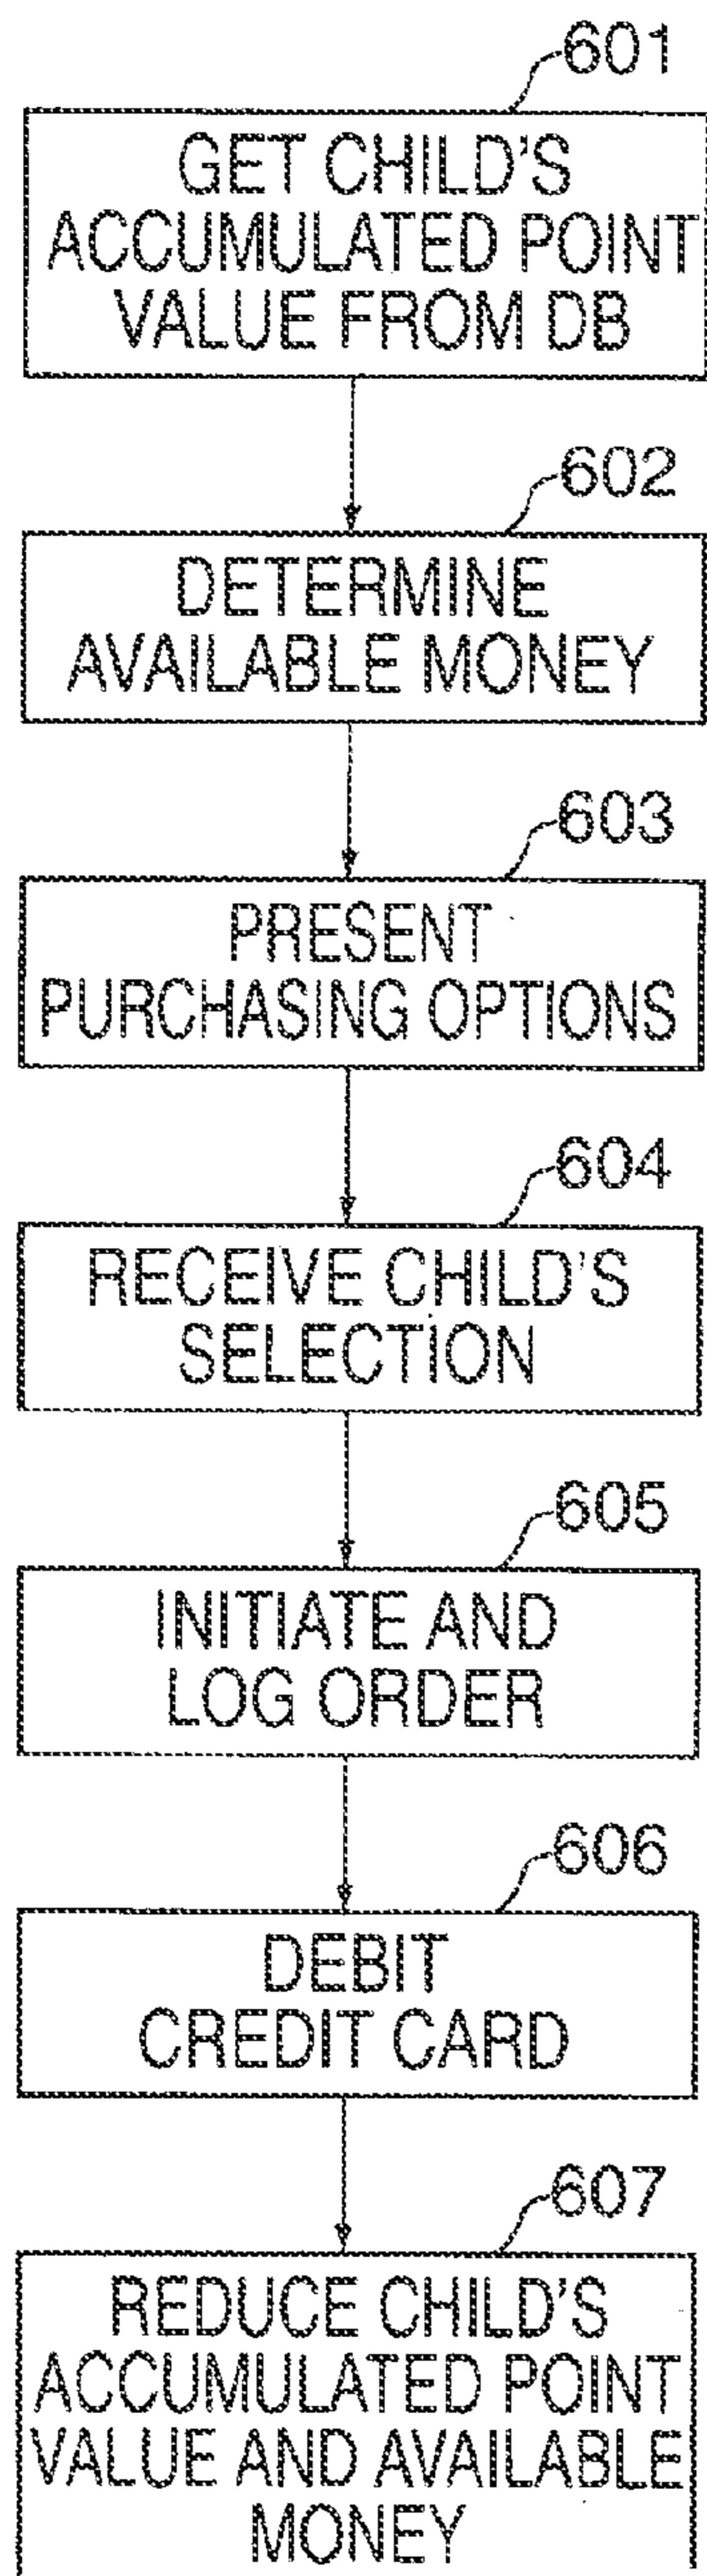 601
GET CHILD'S
ACCUMULATED POINT
VALUE FROM DB
602
DETERMINE
AVAILABLE MONEY
603
PRESENT
PURCHASING OPTIONS
604
RECEIVE CHILD'S
SELECTION
605
INITIATE AND
LOG ORDER
606
DEBIT
CREDIT CARD
607
REDUCE CHILD'S
ACCUMULATED POINT
VALUE AND AVAILABLE
MONEY